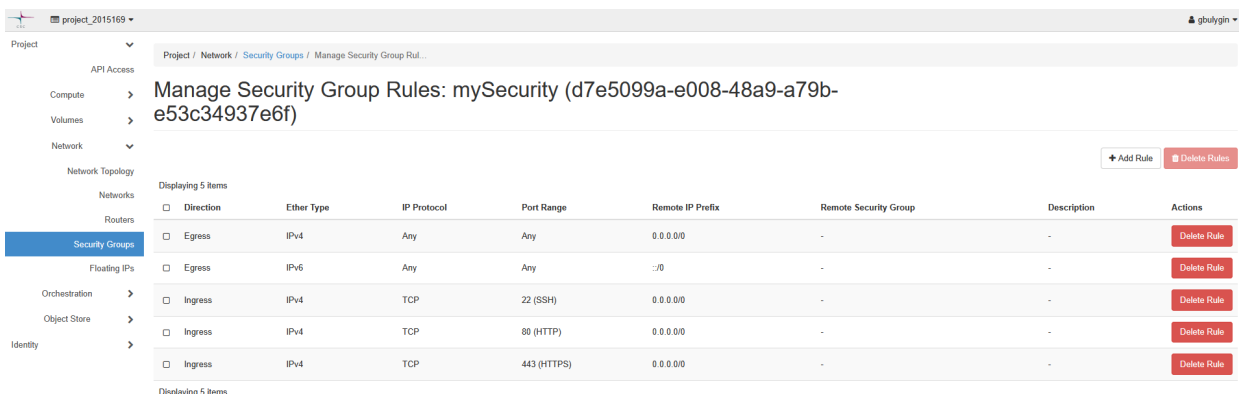 CSC
project_2015169
gbulygin
Project
API Access
Compute
Volumes
Network
Network Topology
Networks
Routers
Security Groups
Floating IPs
Orchestration
Object Store
Identity
Project / Network / Security Groups / Manage Security Group Rul...
Manage Security Group Rules: mySecurity (d7e5099a-e008-48a9-a79b-
e53c34937e6f)
+ Add Rule Delete Rules
Displaying 5 items
Direction Ether Type IP Protocol Port Range Remote IP Prefix Remote Security Group Description Actions
Egress IPv4 Any Any 0.0.0.0/0 - - Delete Rule
Egress IPv6 Any Any ::/0 - - Delete Rule
Ingress IPv4 TCP 22 (SSH) 0.0.0.0/0 - - Delete Rule
Ingress IPv4 TCP 80 (HTTP) 0.0.0.0/0 - - Delete Rule
Ingress IPv4 TCP 443 (HTTPS) 0.0.0.0/0 - - Delete Rule
Displaying 5 items